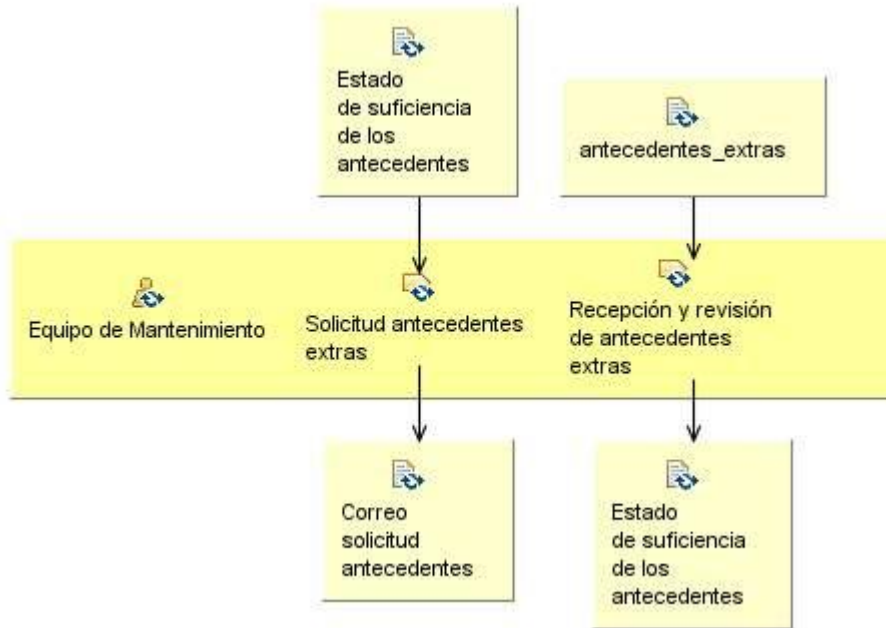 Estado
de suficiencia
de los
antecedentes
antecedentes_extras
Equipo de Mantenimiento
Solicitud antecedentes
extras
Recepción y revisión
de antecedentes
extras
Correo
solicitud
antecedentes
Estado
de suficiencia
de los
antecedentes